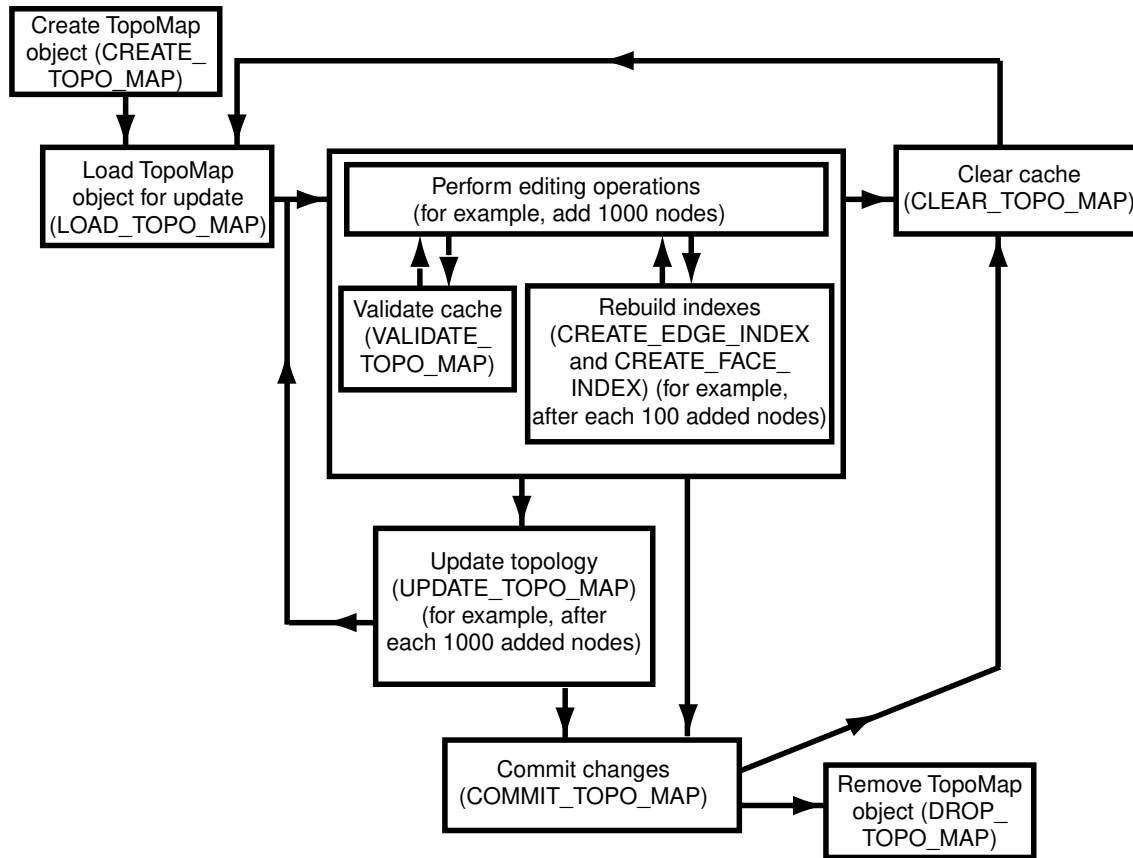 Create TopoMap
object (CREATE_
TOPO_MAP)
Load TopoMap
object for update
(LOAD_TOPO_MAP)
Perform editing operations
(for example, add 1000 nodes)
Clear cache
(CLEAR_TOPO_MAP)
Validate cache
(VALIDATE_
TOPO_MAP)
Rebuild indexes
(CREATE_EDGE_INDEX
and CREATE_FACE_
INDEX) (for example,
after each 100 added nodes)
Update topology
(UPDATE_TOPO_MAP)
(for example, after
each 1000 added nodes)
Commit changes
(COMMIT_TOPO_MAP)
Remove TopoMap
object (DROP_
TOPO_MAP)